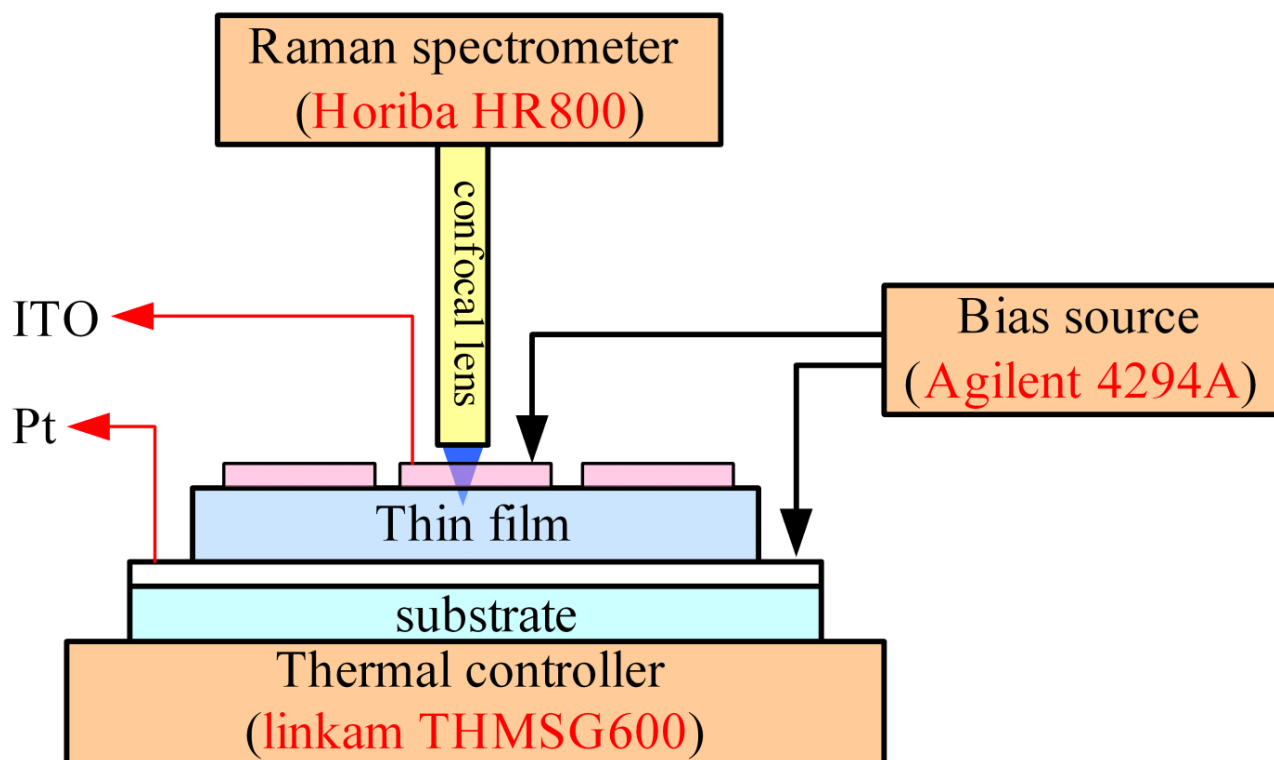 Raman spectrometer
(Horiba HR800)
confocal lens
ITO
Bias source
(Agilent 4294A)
Pt
Thin film
substrate
Thermal controller
(linkam THMSG600)